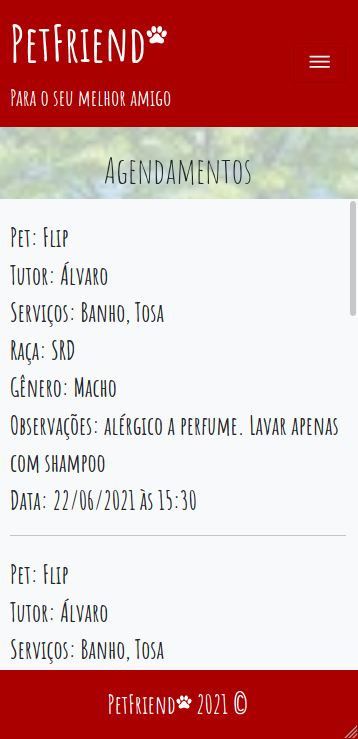 PetFriend
Para o seu melhor amigo
Agendamentos
Pet: Flip
Tutor: Álvaro
Serviços: Banho, Tosa
Raça: SRD
Gênero: Macho
Observações: alérgico a perfume. Lavar apenas
com shampoo
Data: 22/06/2021 às 15:30
Pet: Flip
Tutor: Álvaro
Serviços: Banho, Tosa
PetFriend 2021 ©